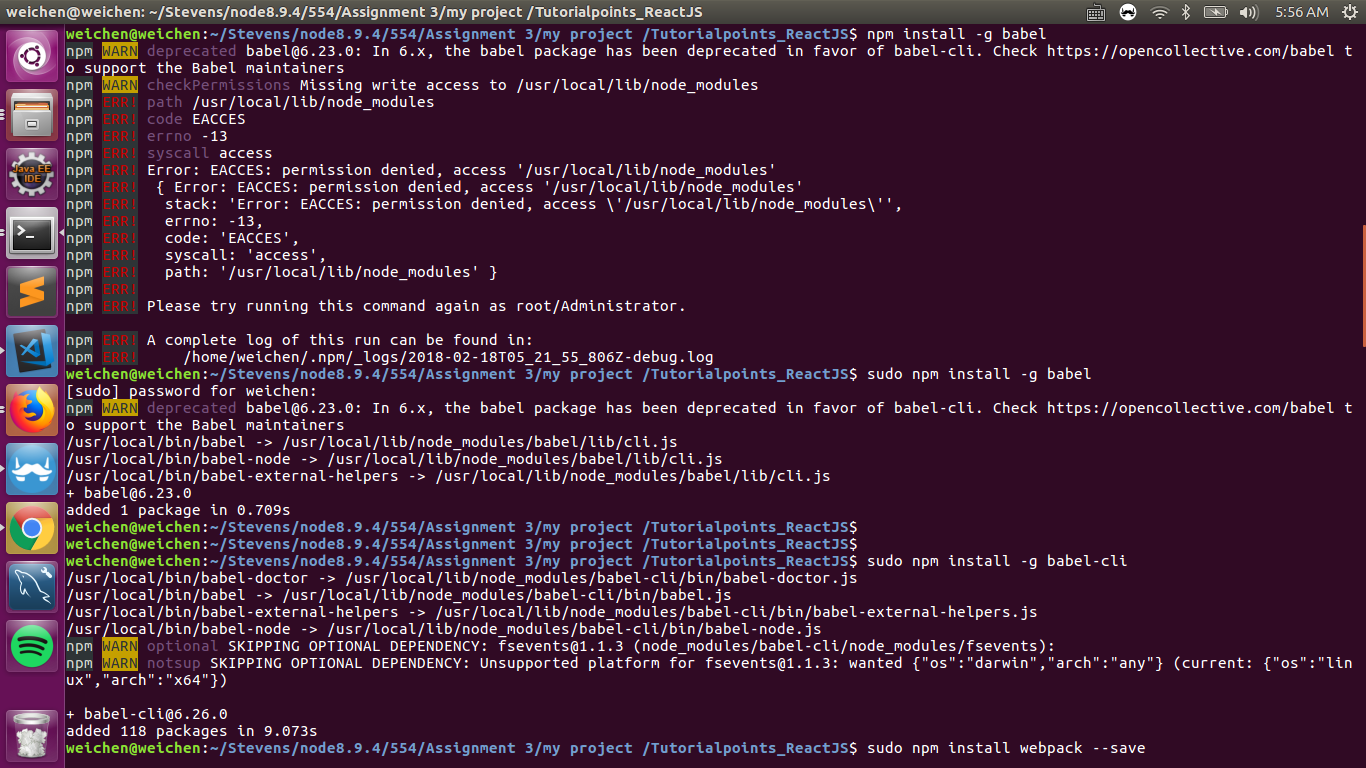 weichen@weichen: ~/Stevens/node8.9.4/554/Assignment 3/my project /Tutorialpoints_ReactJS
5:56 AM
weichen@weichen:~/Stevens/node8.9.4/554/Assignment 3/my project /Tutorialpoints_ReactJS$ npm install -g babel
npm WARN deprecated babel@6.23.0: In 6.x, the babel package has been deprecated in favor of babel-cli. Check https://opencollective.com/babel t
o support the Babel maintainers
npm WARN checkPermissions Missing write access to /usr/local/lib/node_modules
npm ERR! path /usr/local/lib/node_modules
npm ERR! code EACCES
npm ERR! errno -13
npm ERR! syscall access
npm ERR! Error: EACCES: permission denied, access '/usr/local/lib/node_modules'
npm ERR!  { Error: EACCES: permission denied, access '/usr/local/lib/node_modules'
npm ERR!   stack: 'Error: EACCES: permission denied, access \'/usr/local/lib/node_modules\'',
npm ERR!   errno: -13,
npm ERR!   code: 'EACCES',
npm ERR!   syscall: 'access',
npm ERR!   path: '/usr/local/lib/node_modules' }
npm ERR!
npm ERR! Please try running this command again as root/Administrator.
npm ERR! A complete log of this run can be found in:
npm ERR!     /home/weichen/.npm/_logs/2018-02-18T05_21_55_806Z-debug.log
weichen@weichen:~/Stevens/node8.9.4/554/Assignment 3/my project /Tutorialpoints_ReactJS$ sudo npm install -g babel
[sudo] password for weichen:
npm WARN deprecated babel@6.23.0: In 6.x, the babel package has been deprecated in favor of babel-cli. Check https://opencollective.com/babel t
o support the Babel maintainers
/usr/local/bin/babel -> /usr/local/lib/node_modules/babel/lib/cli.js
/usr/local/bin/babel-node -> /usr/local/lib/node_modules/babel/lib/cli.js
/usr/local/bin/babel-external-helpers -> /usr/local/lib/node_modules/babel/lib/cli.js
+ babel@6.23.0
added 1 package in 0.709s
weichen@weichen:~/Stevens/node8.9.4/554/Assignment 3/my project /Tutorialpoints_ReactJS$
weichen@weichen:~/Stevens/node8.9.4/554/Assignment 3/my project /Tutorialpoints_ReactJS$
weichen@weichen:~/Stevens/node8.9.4/554/Assignment 3/my project /Tutorialpoints_ReactJS$ sudo npm install -g babel-cli
/usr/local/bin/babel-doctor -> /usr/local/lib/node_modules/babel-cli/bin/babel-doctor.js
/usr/local/bin/babel -> /usr/local/lib/node_modules/babel-cli/bin/babel.js
/usr/local/bin/babel-external-helpers -> /usr/local/lib/node_modules/babel-cli/bin/babel-external-helpers.js
/usr/local/bin/babel-node -> /usr/local/lib/node_modules/babel-cli/bin/babel-node.js
npm WARN optional SKIPPING OPTIONAL DEPENDENCY: fsevents@1.1.3 (node_modules/babel-cli/node_modules/fsevents):
npm WARN notsup SKIPPING OPTIONAL DEPENDENCY: Unsupported platform for fsevents@1.1.3: wanted {"os":"darwin","arch":"any"} (current: {"os":"lin
ux","arch":"x64"})
+ babel-cli@6.26.0
added 118 packages in 9.073s
weichen@weichen:~/Stevens/node8.9.4/554/Assignment 3/my project /Tutorialpoints_ReactJS$ sudo npm install webpack --save
Java EE
IDE